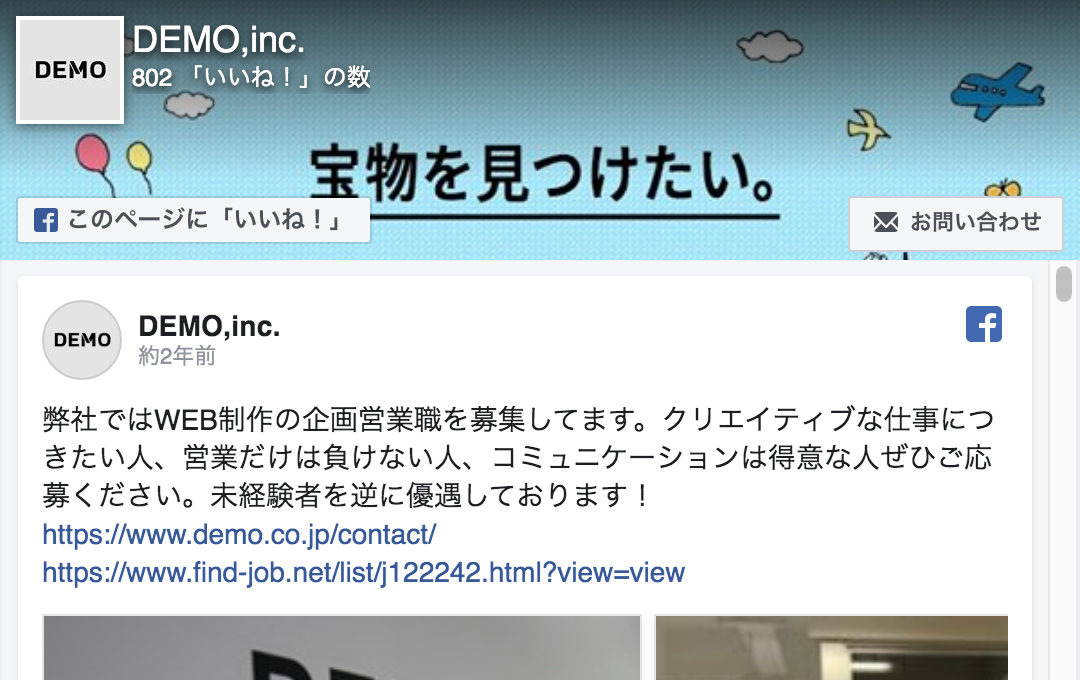 DEMO
DEMO,inc.
802 「いいね！」の数
宝物を見つけたい。
このページに「いいね！」
お問い合わせ
DEMO
DEMO,inc.
約2年前
弊社ではWEB制作の企画営業職を募集してます。クリエイティブな仕事につ
きたい人、営業だけは負けない人、コミュニケーションは得意な人ぜひご応
募ください。未経験者を逆に優遇しております！
https://www.demo.co.jp/contact/
https://www.find-job.net/list/j122242.html?view=view